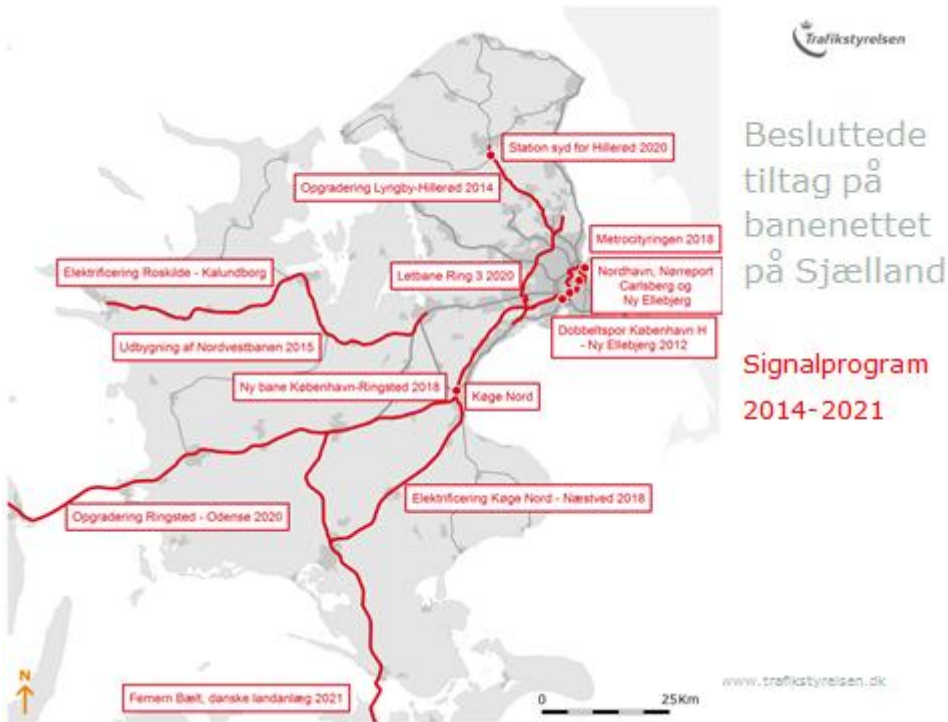 Trafikstyrelsen
Besluttede
tiltag på
banenettet
på Sjælland
Signalprogram
2014-2021
Station syd for Hillerød 2020
Opgradering Lyngby-Hillerød 2014
Metrocityringen 2018
Elektrificering Roskilde - Kalundborg
Letbane Ring 3 2020
Nordhavn, Nørreport
Carlsberg og
Ny Ellebjerg
Dobbeltspor København H
- Ny Ellebjerg 2012
Udbygning af Nordvestbanen 2015
Ny bane København-Ringsted 2018
Køge Nord
Elektrificering Køge Nord - Næstved 2018
Opgradering Ringsted - Odense 2020
Femern Bælt, danske landanlæg 2021
N
0 25Km
www.trafikstyrelsen.dk